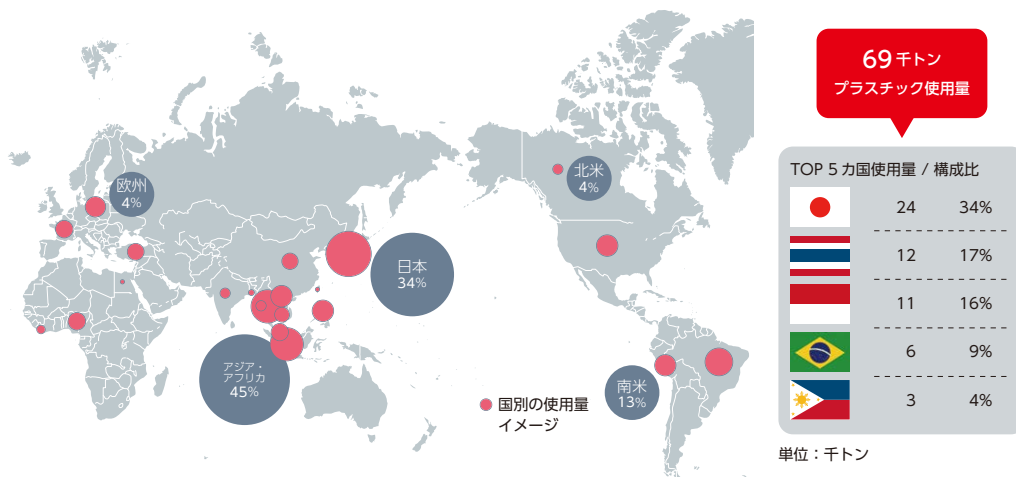 欧州
4%
北米
4%
日本
34%
アジア・
アフリカ
45%
南米
13%
国別の使用量
イメージ
69千トン
プラスチック使用量
TOP 5カ国使用量 / 構成比
24 34%
12 17%
11 16%
6 9%
3 4%
単位：千トン